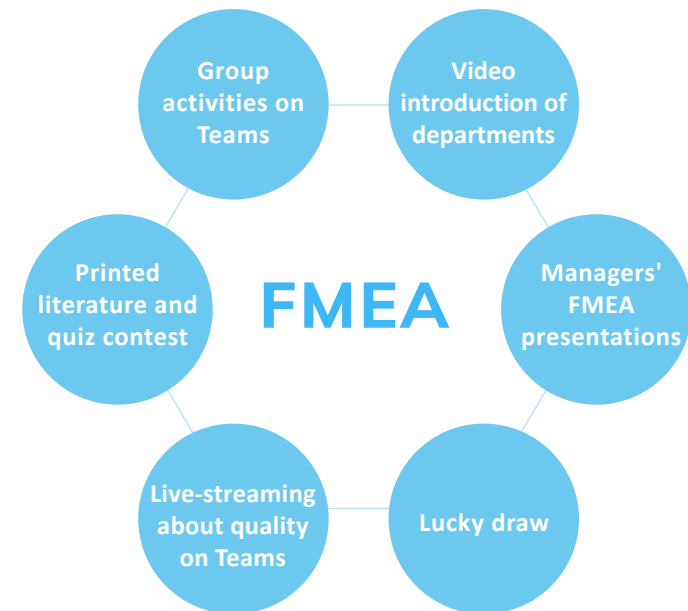 Group
activities on
Teams
Video
introduction of
departments
Printed
literature and
quiz contest
FMEA
Managers'
FMEA
presentations
Live-streaming
about quality
on Teams
Lucky draw